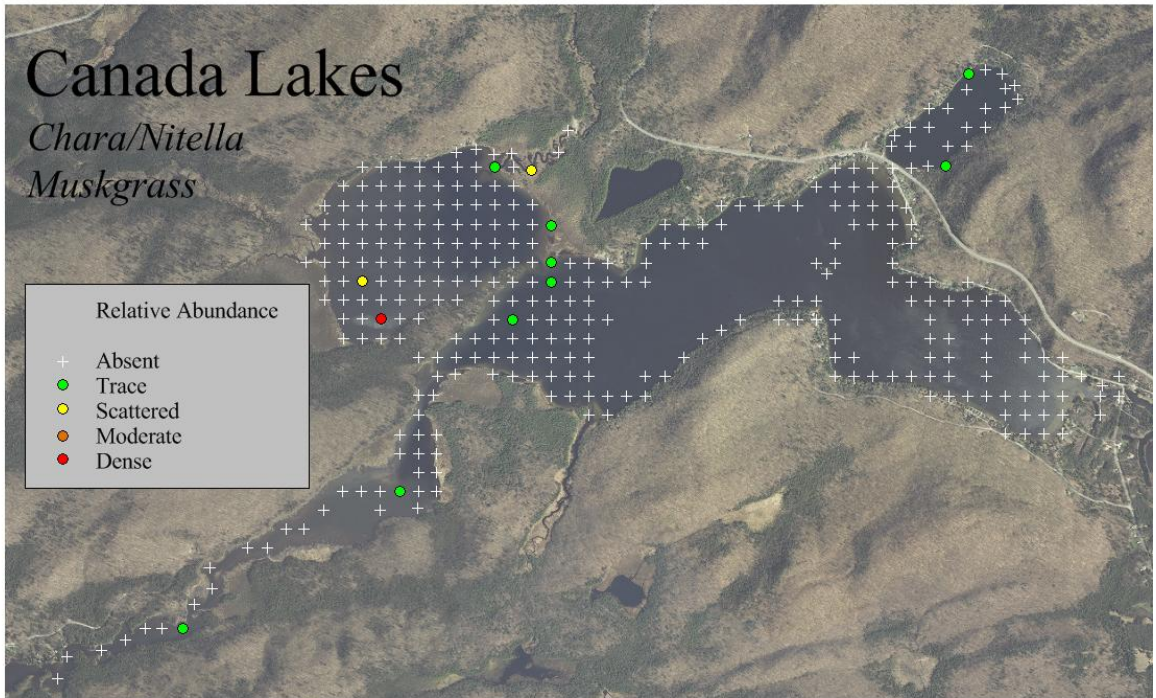 Canada Lakes
Chara/Nitella
Muskgrass
Relative Abundance
Absent
Trace
Scattered
Moderate
Dense